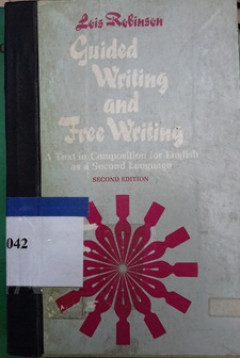 Lois Robinson
Guided
Writing
and
Free Writing
A Text in Composition for English
as a Second Language
SECOND EDITION
042